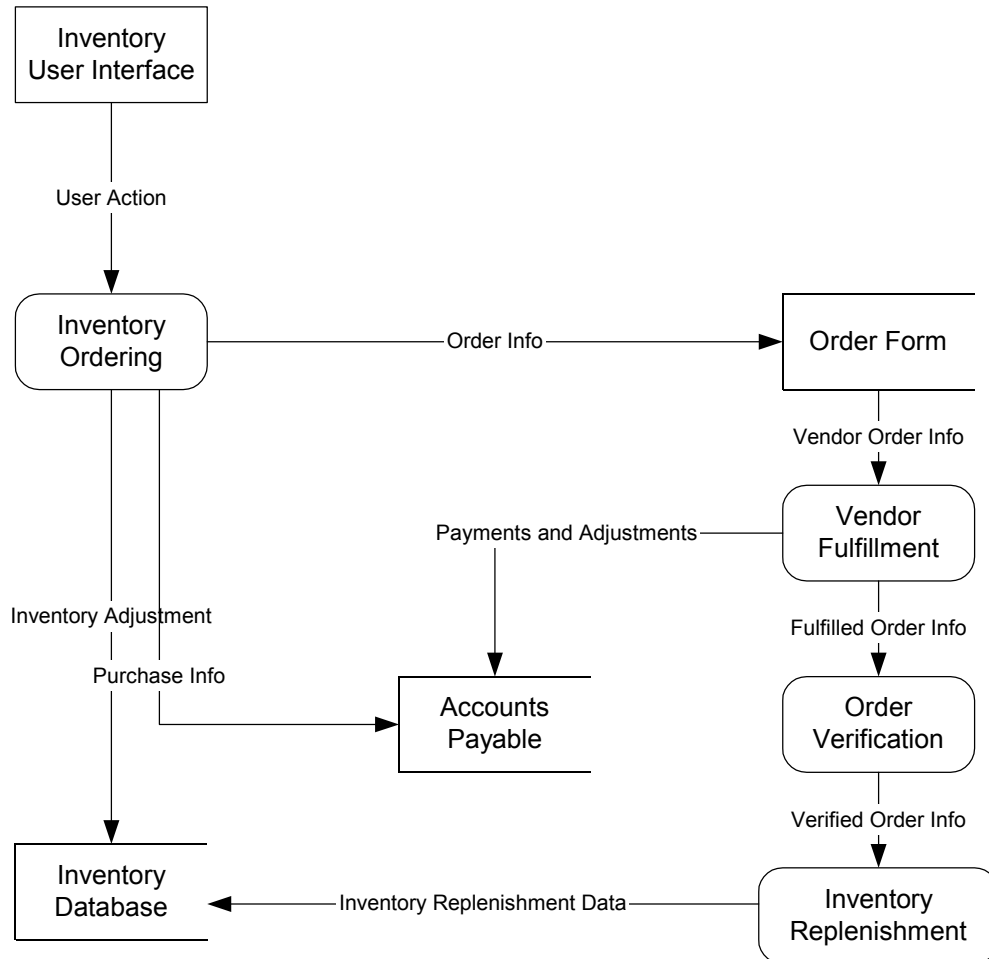 Inventory
User Interface
User Action
Inventory
Ordering
Order Info
Order Form
Vendor Order Info
Vendor
Fulfillment
Payments and Adjustments
Inventory Adjustment
Fulfilled Order Info
Purchase Info
Accounts
Payable
Order
Verification
Verified Order Info
Inventory
Database
Inventory Replenishment Data
Inventory
Replenishment